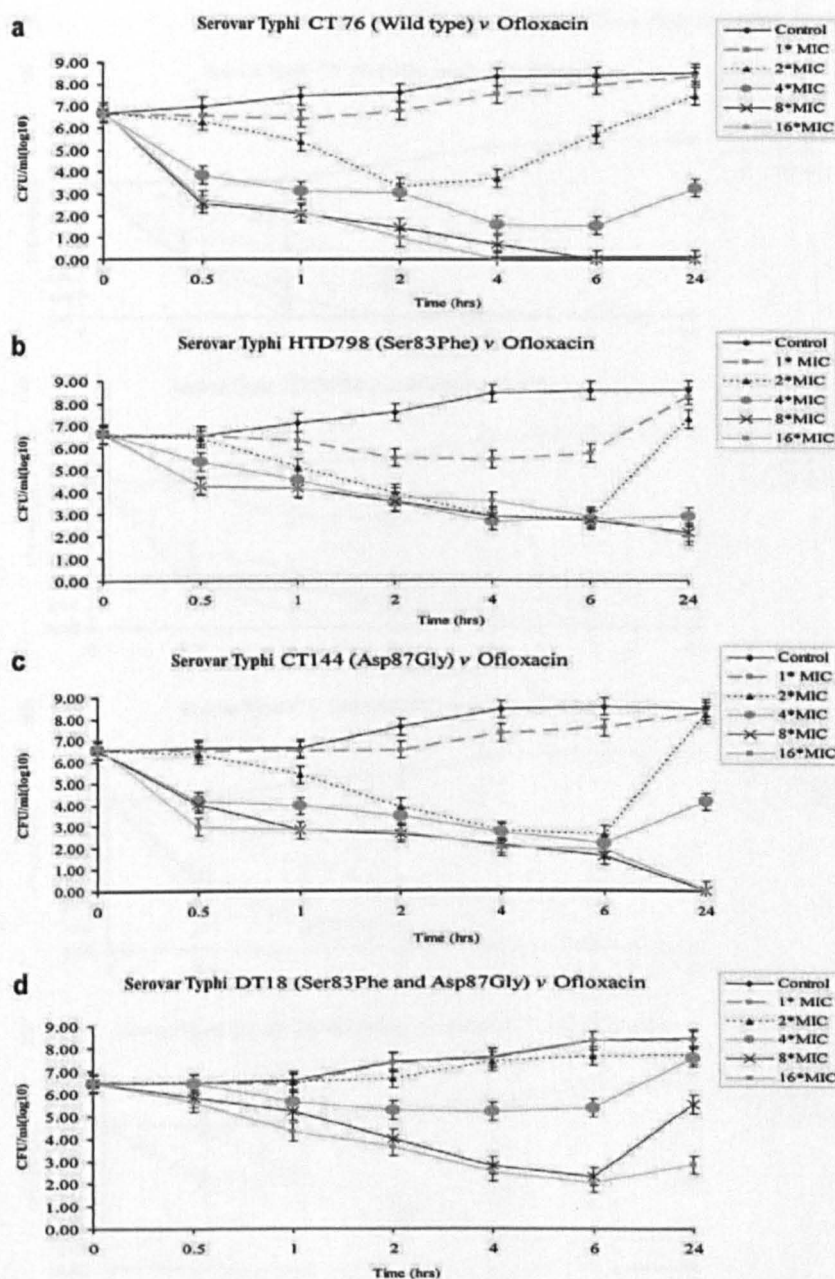 a
Serovar Typhi CT 76 (Wild type) v Ofloxacin
CFU/ml(log10)
9.00
8.00
7.00
6.00
5.00
4.00
3.00
2.00
1.00
0.00
0 0.5 1 2 4 6 24
Time (hrs)
Control
1* MIC
2*MIC
4*MIC
8*MIC
16*MIC
b
Serovar Typhi HTD798 (Ser83Phe) v Ofloxacin
CFU/ml(log10)
9.00
8.00
7.00
6.00
5.00
4.00
3.00
2.00
1.00
0.00
0 0.5 1 2 4 6 24
Time (hrs)
Control
1* MIC
2*MIC
4*MIC
8*MIC
16*MIC
c
Serovar Typhi CT144 (Asp87Gly) v Ofloxacin
CFU/ml(log10)
9.00
8.00
7.00
6.00
5.00
4.00
3.00
2.00
1.00
0.00
0 0.5 1 2 4 6 24
Time (hrs)
Control
1* MIC
2*MIC
4*MIC
8*MIC
16*MIC
d
Serovar Typhi DT18 (Ser83Phe and Asp87Gly) v Ofloxacin
CFU/ml(log10)
9.00
8.00
7.00
6.00
5.00
4.00
3.00
2.00
1.00
0.00
0 0.5 1 2 4 6 24
Time (hrs)
Control
1* MIC
2*MIC
4*MIC
8*MIC
16*MIC